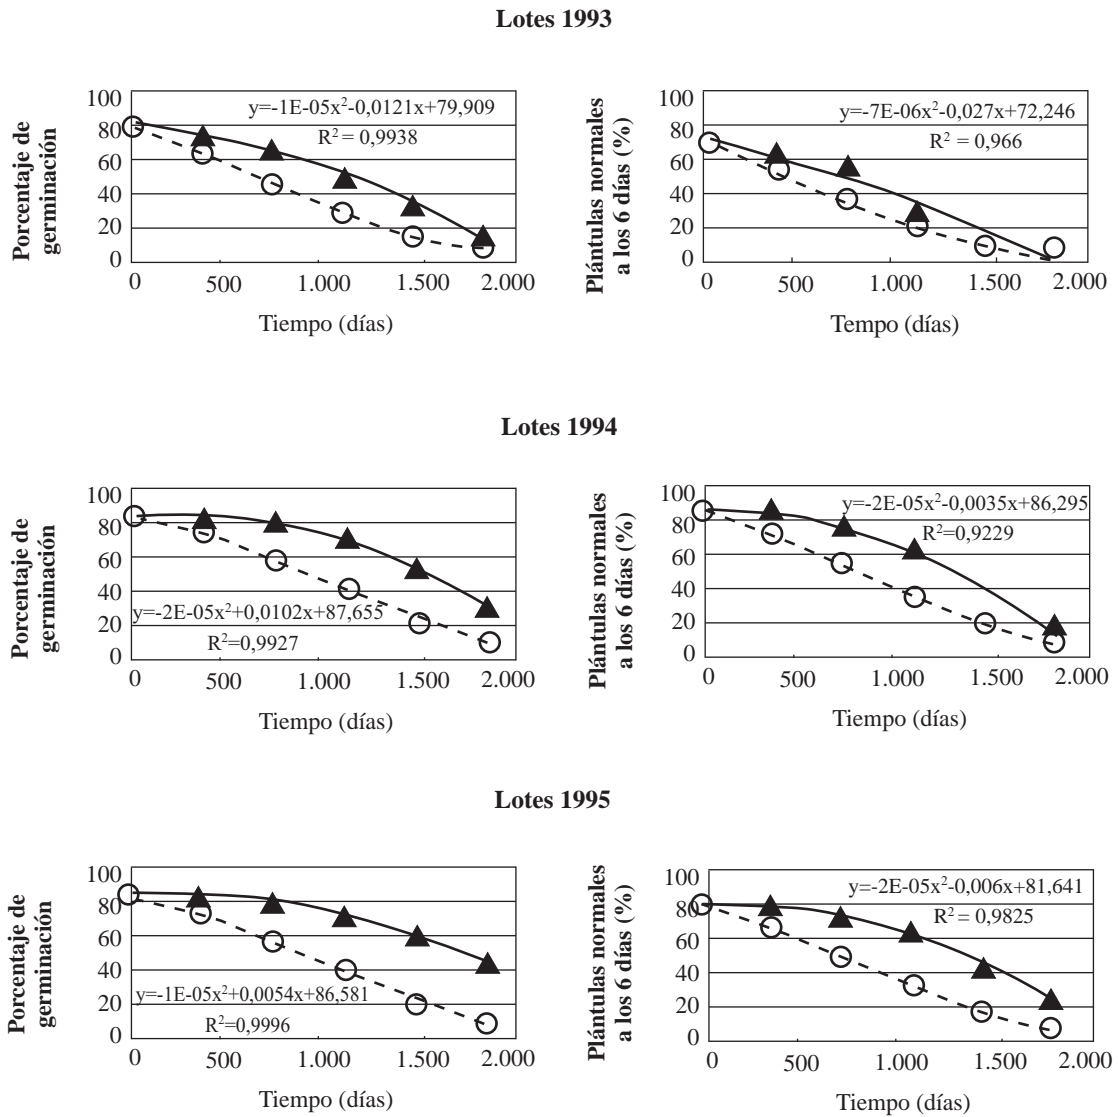 Lotes 1993
Porcentaje de
germinación
100
80
60
40
20
0
y=-1E-05x²-0,0121x+79,909
R² = 0,9938
0 500 1.000 1.500 2.000
Tiempo (días)
Plántulas normales
a los 6 días (%)
100
80
60
40
20
0
y=-7E-06x²-0,027x+72,246
R² = 0,966
0 500 1.000 1.500 2.000
Tempo (días)
Lotes 1994
Porcentaje de
germinación
100
80
60
40
20
0
y=-2E-05x²+0,0102x+87,655
R²=0,9927
0 500 1.000 1.500 2.000
Tiempo (días)
Plántulas normales
a los 6 días (%)
100
80
60
40
20
0
y=-2E-05x²-0,0035x+86,295
R²=0,9229
0 500 1.000 1.500 2.000
Tiempo (días)
Lotes 1995
Porcentaje de
germinación
100
80
60
40
20
0
y=-1E-05x²+0,0054x+86,581
R²=0,9996
0 500 1.000 1.500 2.000
Tiempo (días)
Plántulas normales
a los 6 días (%)
100
80
60
40
20
0
y=-2E-05x²-0,006x+81,641
R² = 0,9825
0 500 1.000 1.500 2.000
Tiempo (días)